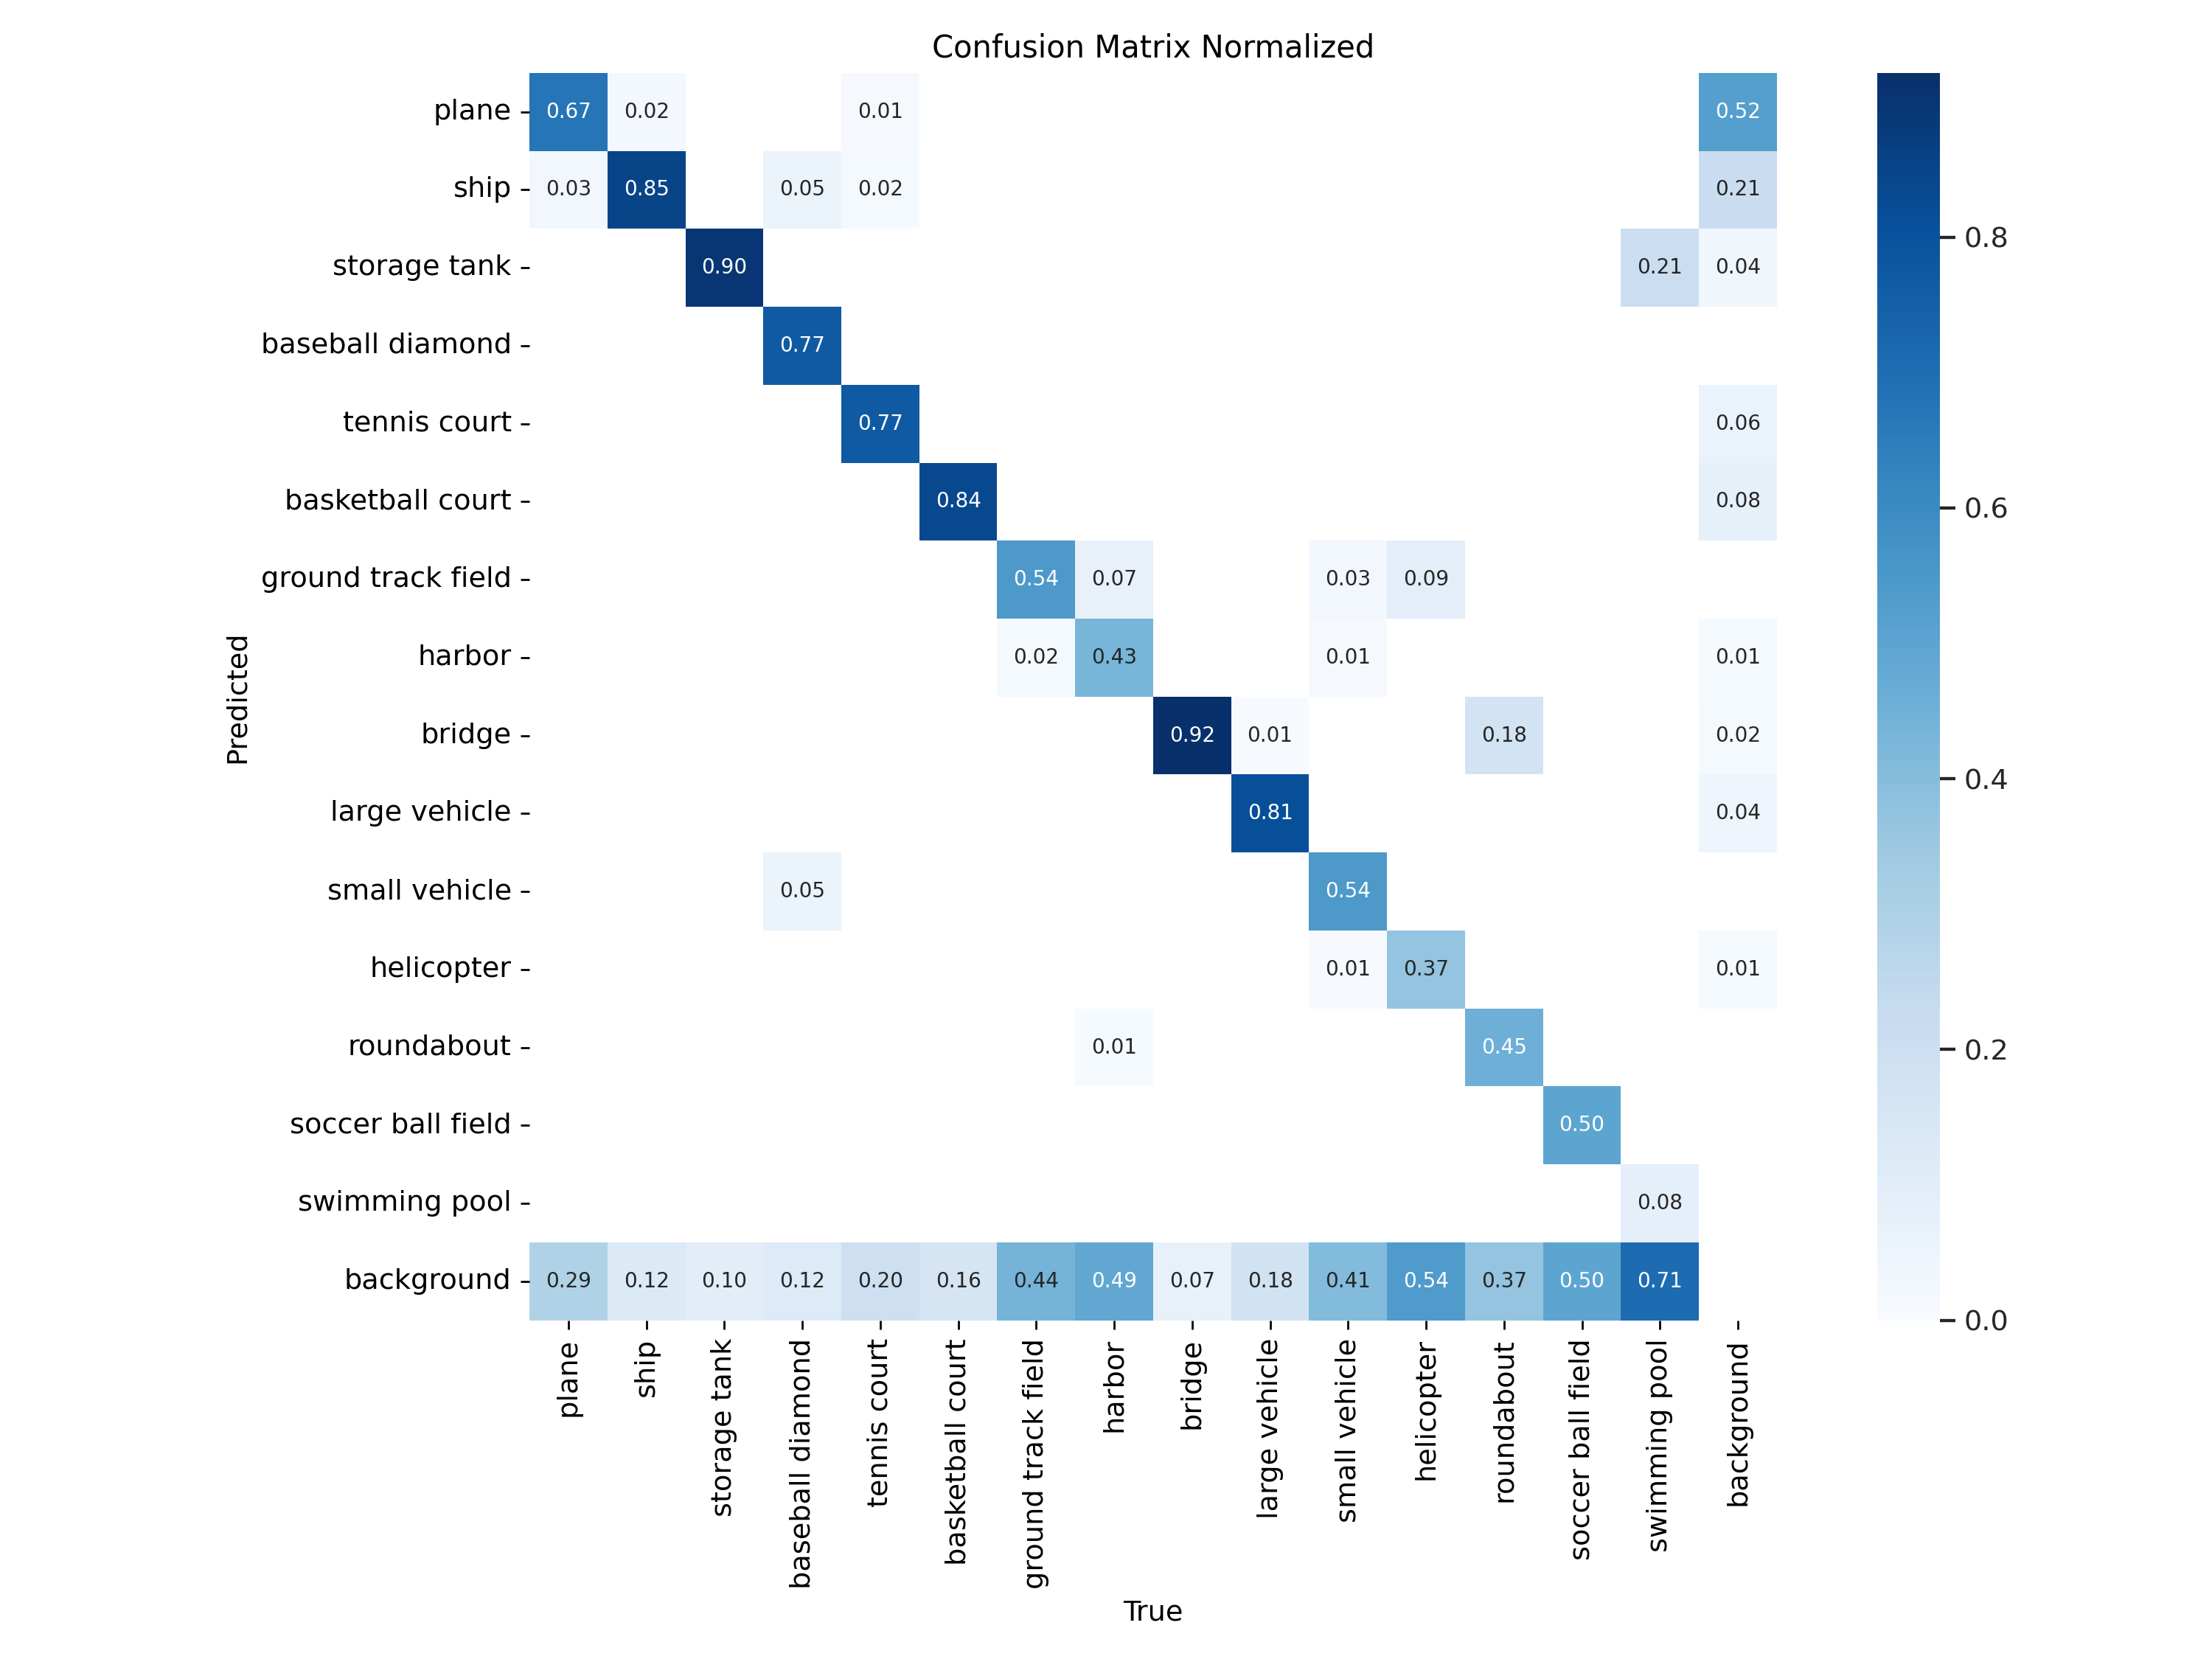 Confusion Matrix Normalized
plane 0.67 0.02 0.01 0.52
ship 0.03 0.85 0.05 0.02 0.21
storage tank 0.90 0.21 0.04
baseball diamond 0.77
tennis court 0.77 0.06
basketball court 0.84 0.08
ground track field 0.54 0.07 0.03 0.09
harbor 0.02 0.43 0.01 0.01
bridge 0.92 0.01 0.18 0.02
large vehicle 0.81 0.04
small vehicle 0.05 0.54
helicopter 0.01 0.37 0.01
roundabout 0.01 0.45
soccer ball field 0.50
swimming pool 0.08
background 0.29 0.12 0.10 0.12 0.20 0.16 0.44 0.49 0.07 0.18 0.41 0.54 0.37 0.50 0.71
Predicted
plane
ship
storage tank
baseball diamond
tennis court
basketball court
ground track field
harbor
bridge
large vehicle
small vehicle
helicopter
roundabout
soccer ball field
swimming pool
background
True
0.8
0.6
0.4
0.2
0.0